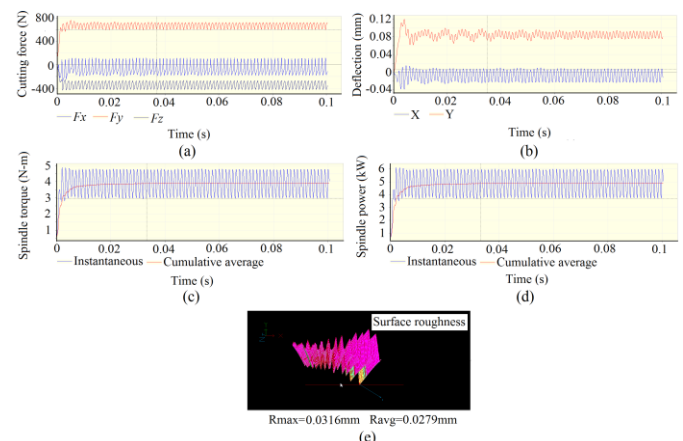 800
400
0
-400
Cutting force (N)
0 0.02 0.04 0.06 0.08 0.1
Fx Fy Fz
Time (s)
(a)
0.12
0.08
0.04
0
-0.04
Deflection (mm)
0 0.02 0.04 0.06 0.08 0.1
X Y
Time (s)
(b)
5
4
3
2
1
Spindle torque (N-m)
0 0.02 0.04 0.06 0.08 0.1
Time (s)
Instantaneous Cumulative average
(c)
6
5
4
3
2
1
Spindle power (kW)
0 0.02 0.04 0.06 0.08 0.1
Time (s)
Instantaneous Cumulative average
(d)
Surface roughness
Rmax=0.0316mm Ravg=0.0279mm
(e)